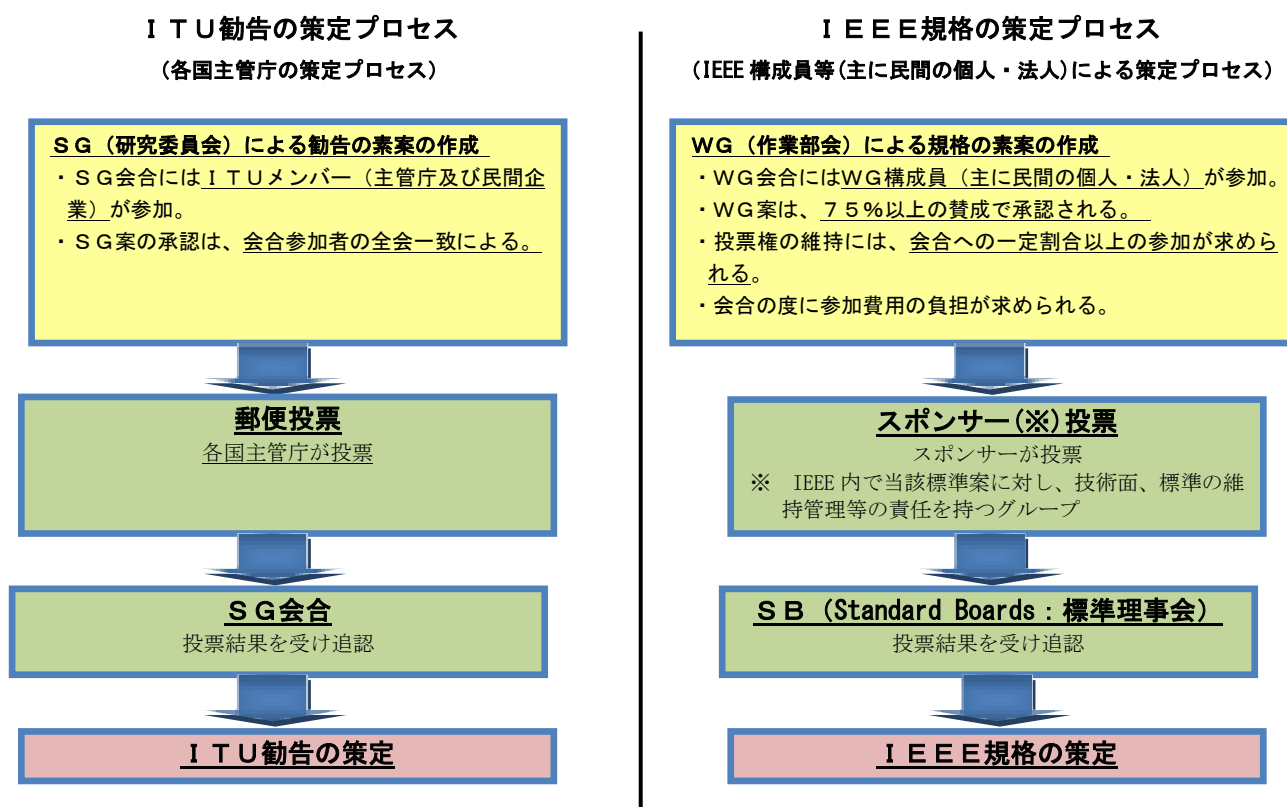 ＩＴＵ勧告の策定プロセス
（各国主管庁の策定プロセス）
ＳＧ（研究委員会）による勧告の素案の作成
・ＳＧ会合にはＩＴＵメンバー（主管庁及び民間企
業）が参加。
・ＳＧ案の承認は、会合参加者の全会一致による。
郵便投票
各国主管庁が投票
ＳＧ会合
投票結果を受け追認
ＩＴＵ勧告の策定
ＩＥＥＥ規格の策定プロセス
（IEEE 構成員等(主に民間の個人・法人)による策定プロセス）
WG（作業部会）による規格の素案の作成
・ＷＧ会合にはWG構成員（主に民間の個人・法人）が参加。
・ＷＧ案は、７５％以上の賛成で承認される。
・投票権の維持には、会合への一定割合以上の参加が求めら
れる。
・会合の度に参加費用の負担が求められる。
スポンサー(※)投票
スポンサーが投票
※　IEEE 内で当該標準案に対し、技術面、標準の維
持管理等の責任を持つグループ
ＳＢ（Standard Boards：標準理事会）
投票結果を受け追認
ＩＥＥＥ規格の策定